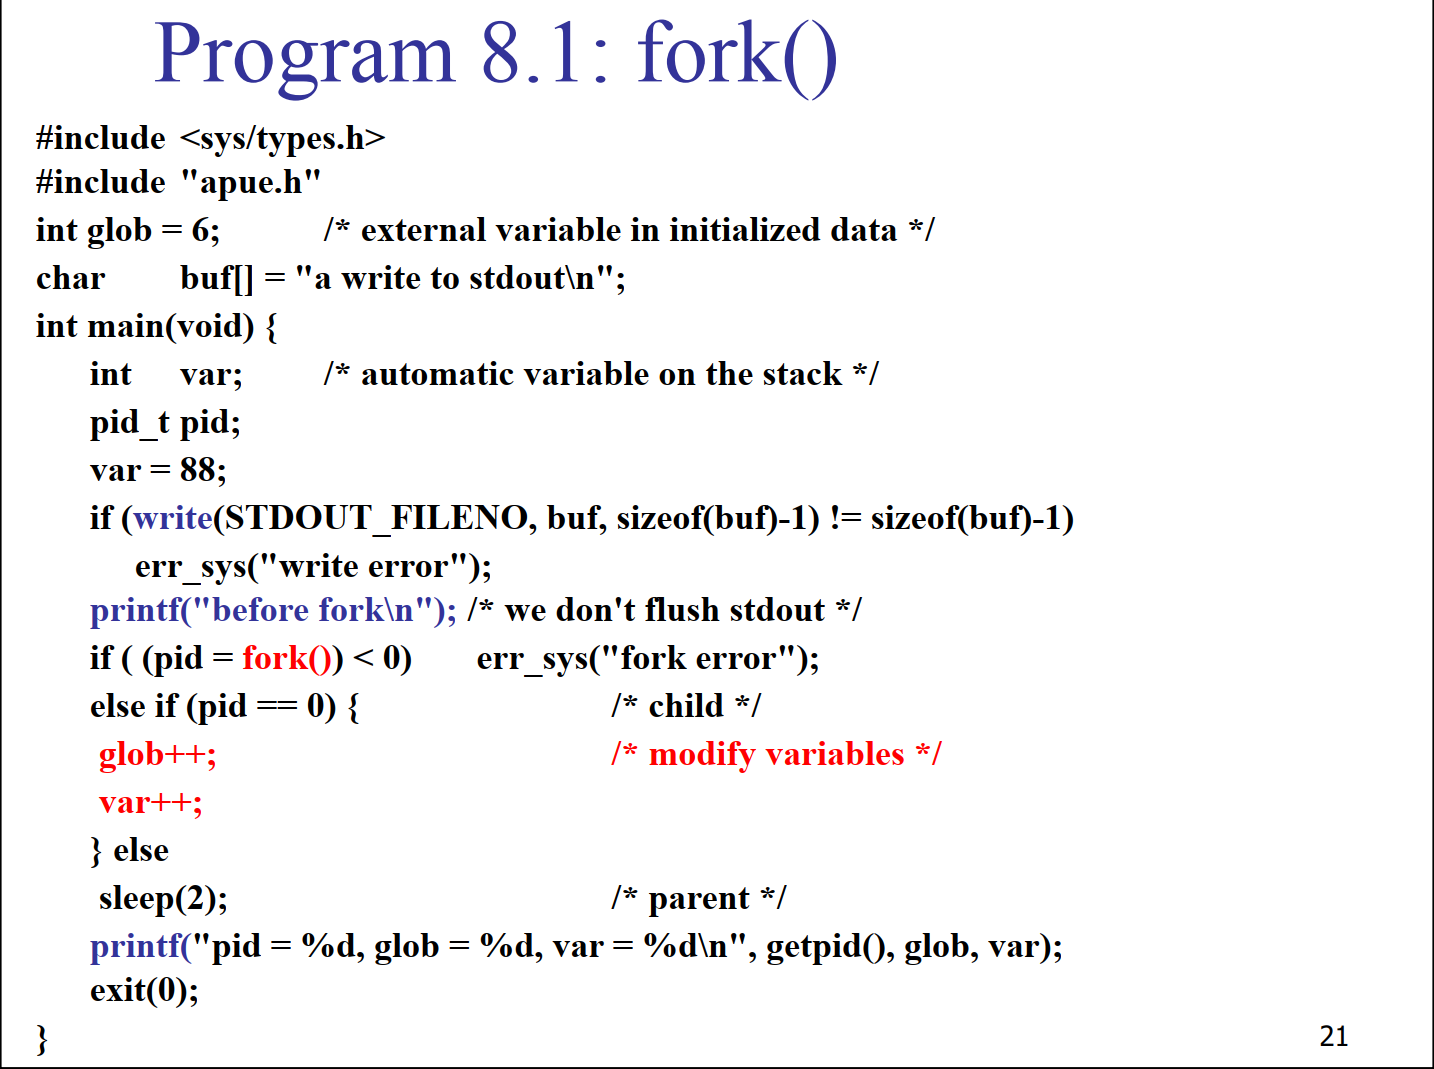 Program 8.1: fork()
#include <sys/types.h>
#include "apue.h"
int glob = 6; /* external variable in initialized data */
char buf[] = "a write to stdout\n";
int main(void) {
int var; /* automatic variable on the stack */
pid_t pid;
var = 88;
if (write(STDOUT_FILENO, buf, sizeof(buf)-1) != sizeof(buf)-1)
err_sys("write error");
printf("before fork\n"); /* we don't flush stdout */
if ( (pid = fork()) < 0) err_sys("fork error");
else if (pid == 0) { /* child */
glob++; /* modify variables */
var++;
} else
sleep(2); /* parent */
printf("pid = %d, glob = %d, var = %d\n", getpid(), glob, var);
exit(0);
}
21